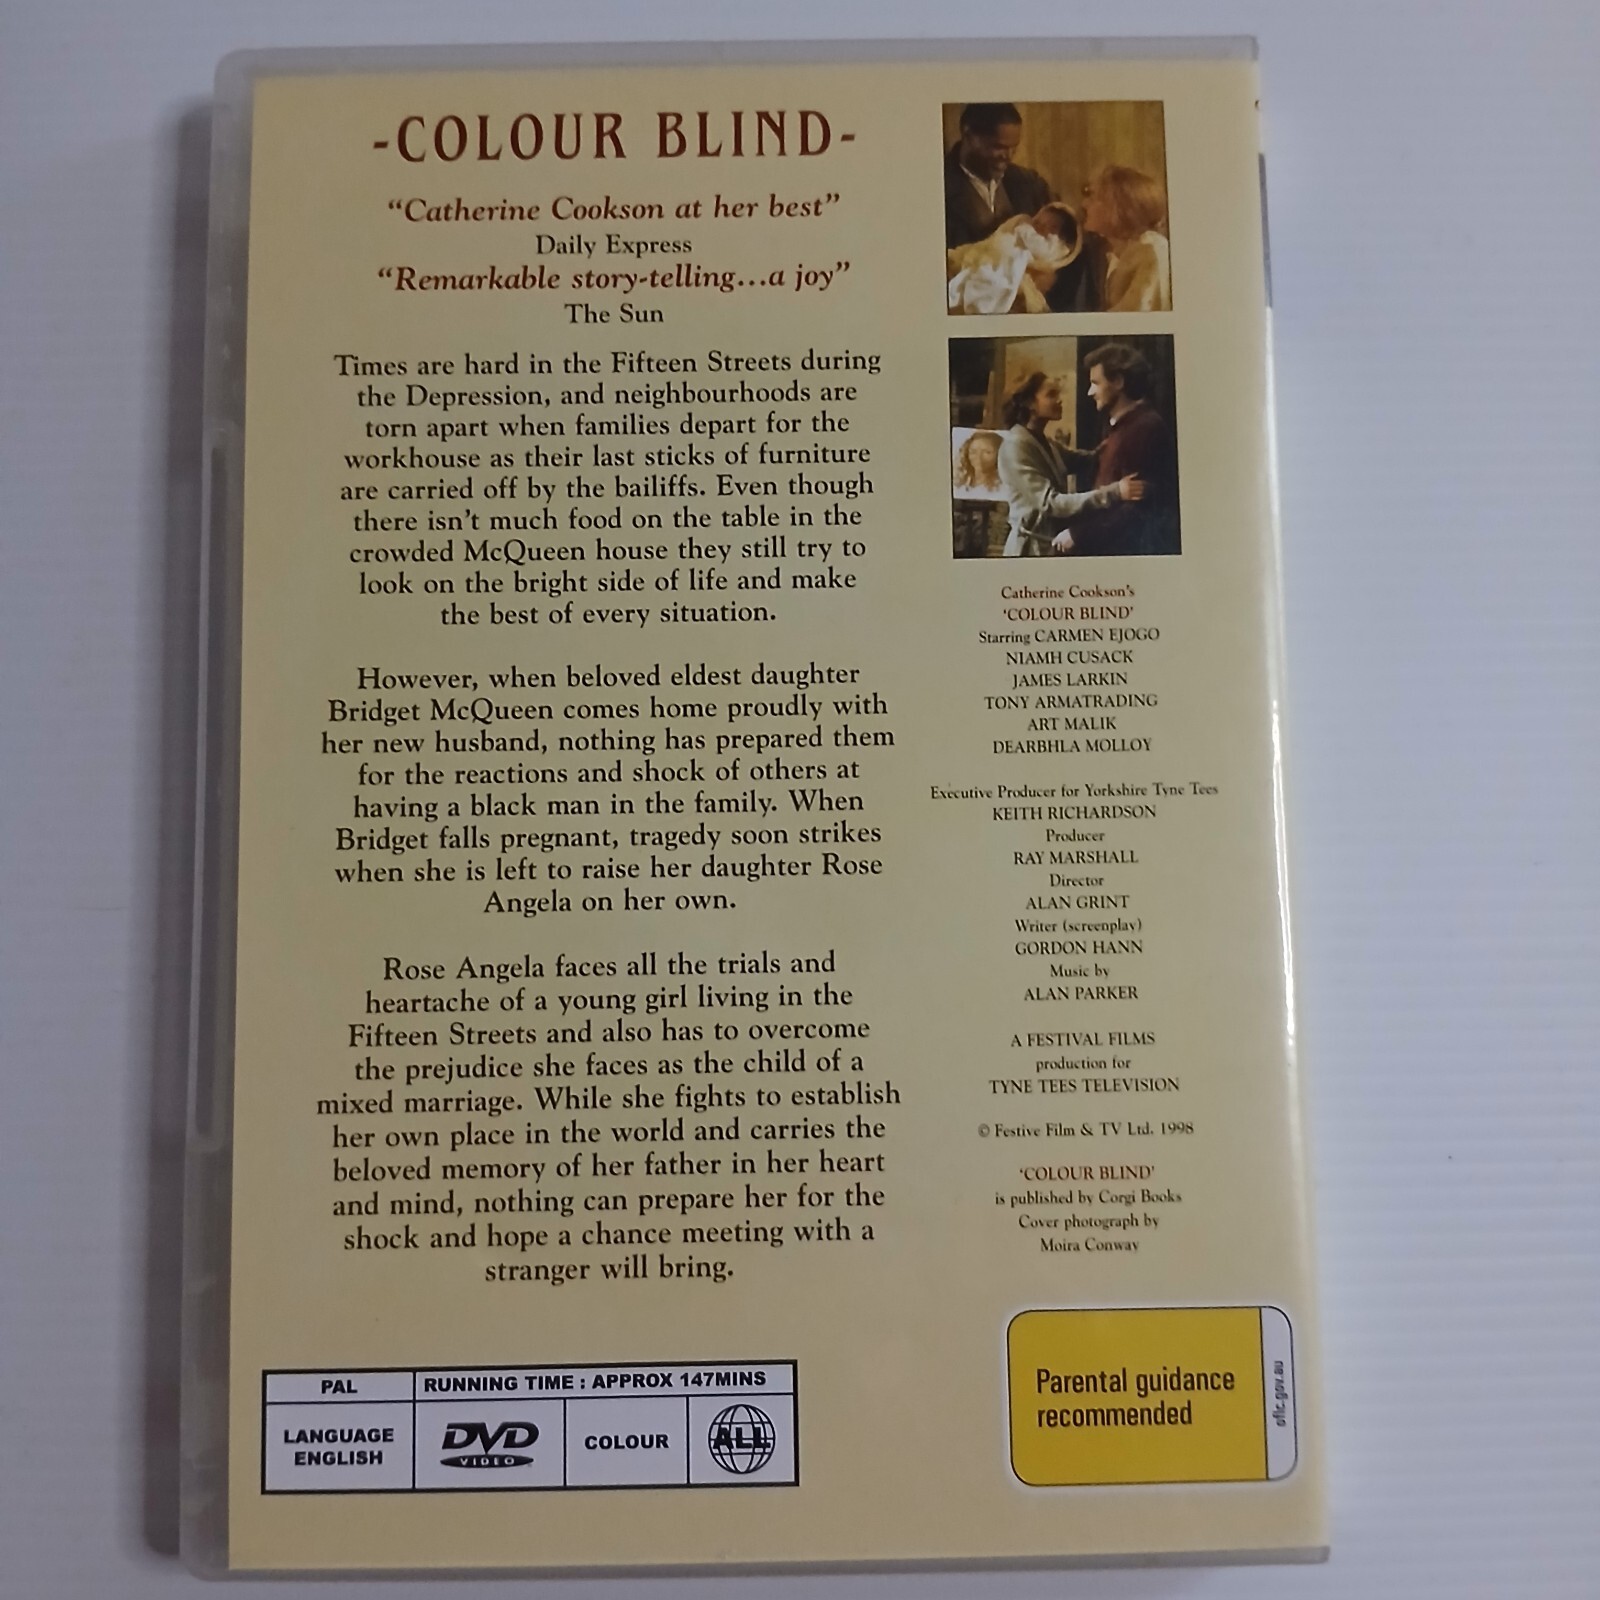 -COLOUR BLIND-
“Catherine Cookson at her best”
Daily Express
“Remarkable story-telling...a joy”
The Sun
Times are hard in the Fifteen Streets during
the Depression, and neighbourhoods are
torn apart when families depart for the
workhouse as their last sticks of furniture
are carried off by the bailiffs. Even though
there isn't much food on the table in the
crowded McQueen house they still try to
look on the bright side of life and make
the best of every situation.
However, when beloved eldest daughter
Bridget McQueen comes home proudly with
her new husband, nothing has prepared them
for the reactions and shock of others at
having a black man in the family. When
Bridget falls pregnant, tragedy soon strikes
when she is left to raise her daughter Rose
Angela on her own.
Rose Angela faces all the trials and
heartache of a young girl living in the
Fifteen Streets and also has to overcome
the prejudice she faces as the child of a
mixed marriage. While she fights to establish
her own place in the world and carries the
beloved memory of her father in her heart
and mind, nothing can prepare her for the
shock and hope a chance meeting with a
stranger will bring.
Catherine Cookson's
'COLOUR BLIND'
Starring CARMEN EJOGO
NIAMH CUSACK
JAMES LARKIN
TONY ARMATRADING
ART MALIK
DEARBHLA MOLLOY
Executive Producer for Yorkshire Tyne Tees
KEITH RICHARDSON
Producer
RAY MARSHALL
Director
ALAN GRINT
Writer (screenplay)
GORDON HANN
Music by
ALAN PARKER
A FESTIVAL FILMS
production for
TYNE TEES TELEVISION
© Festive Film & TV Ltd. 1998
'COLOUR BLIND'
is published by Corgi Books
Cover photograph by
Moira Conway
PAL
RUNNING TIME : APPROX 147MINS
LANGUAGE
ENGLISH
DVD
VIDEO
COLOUR
ALL
Parental guidance
recommended
oflc.gov.au